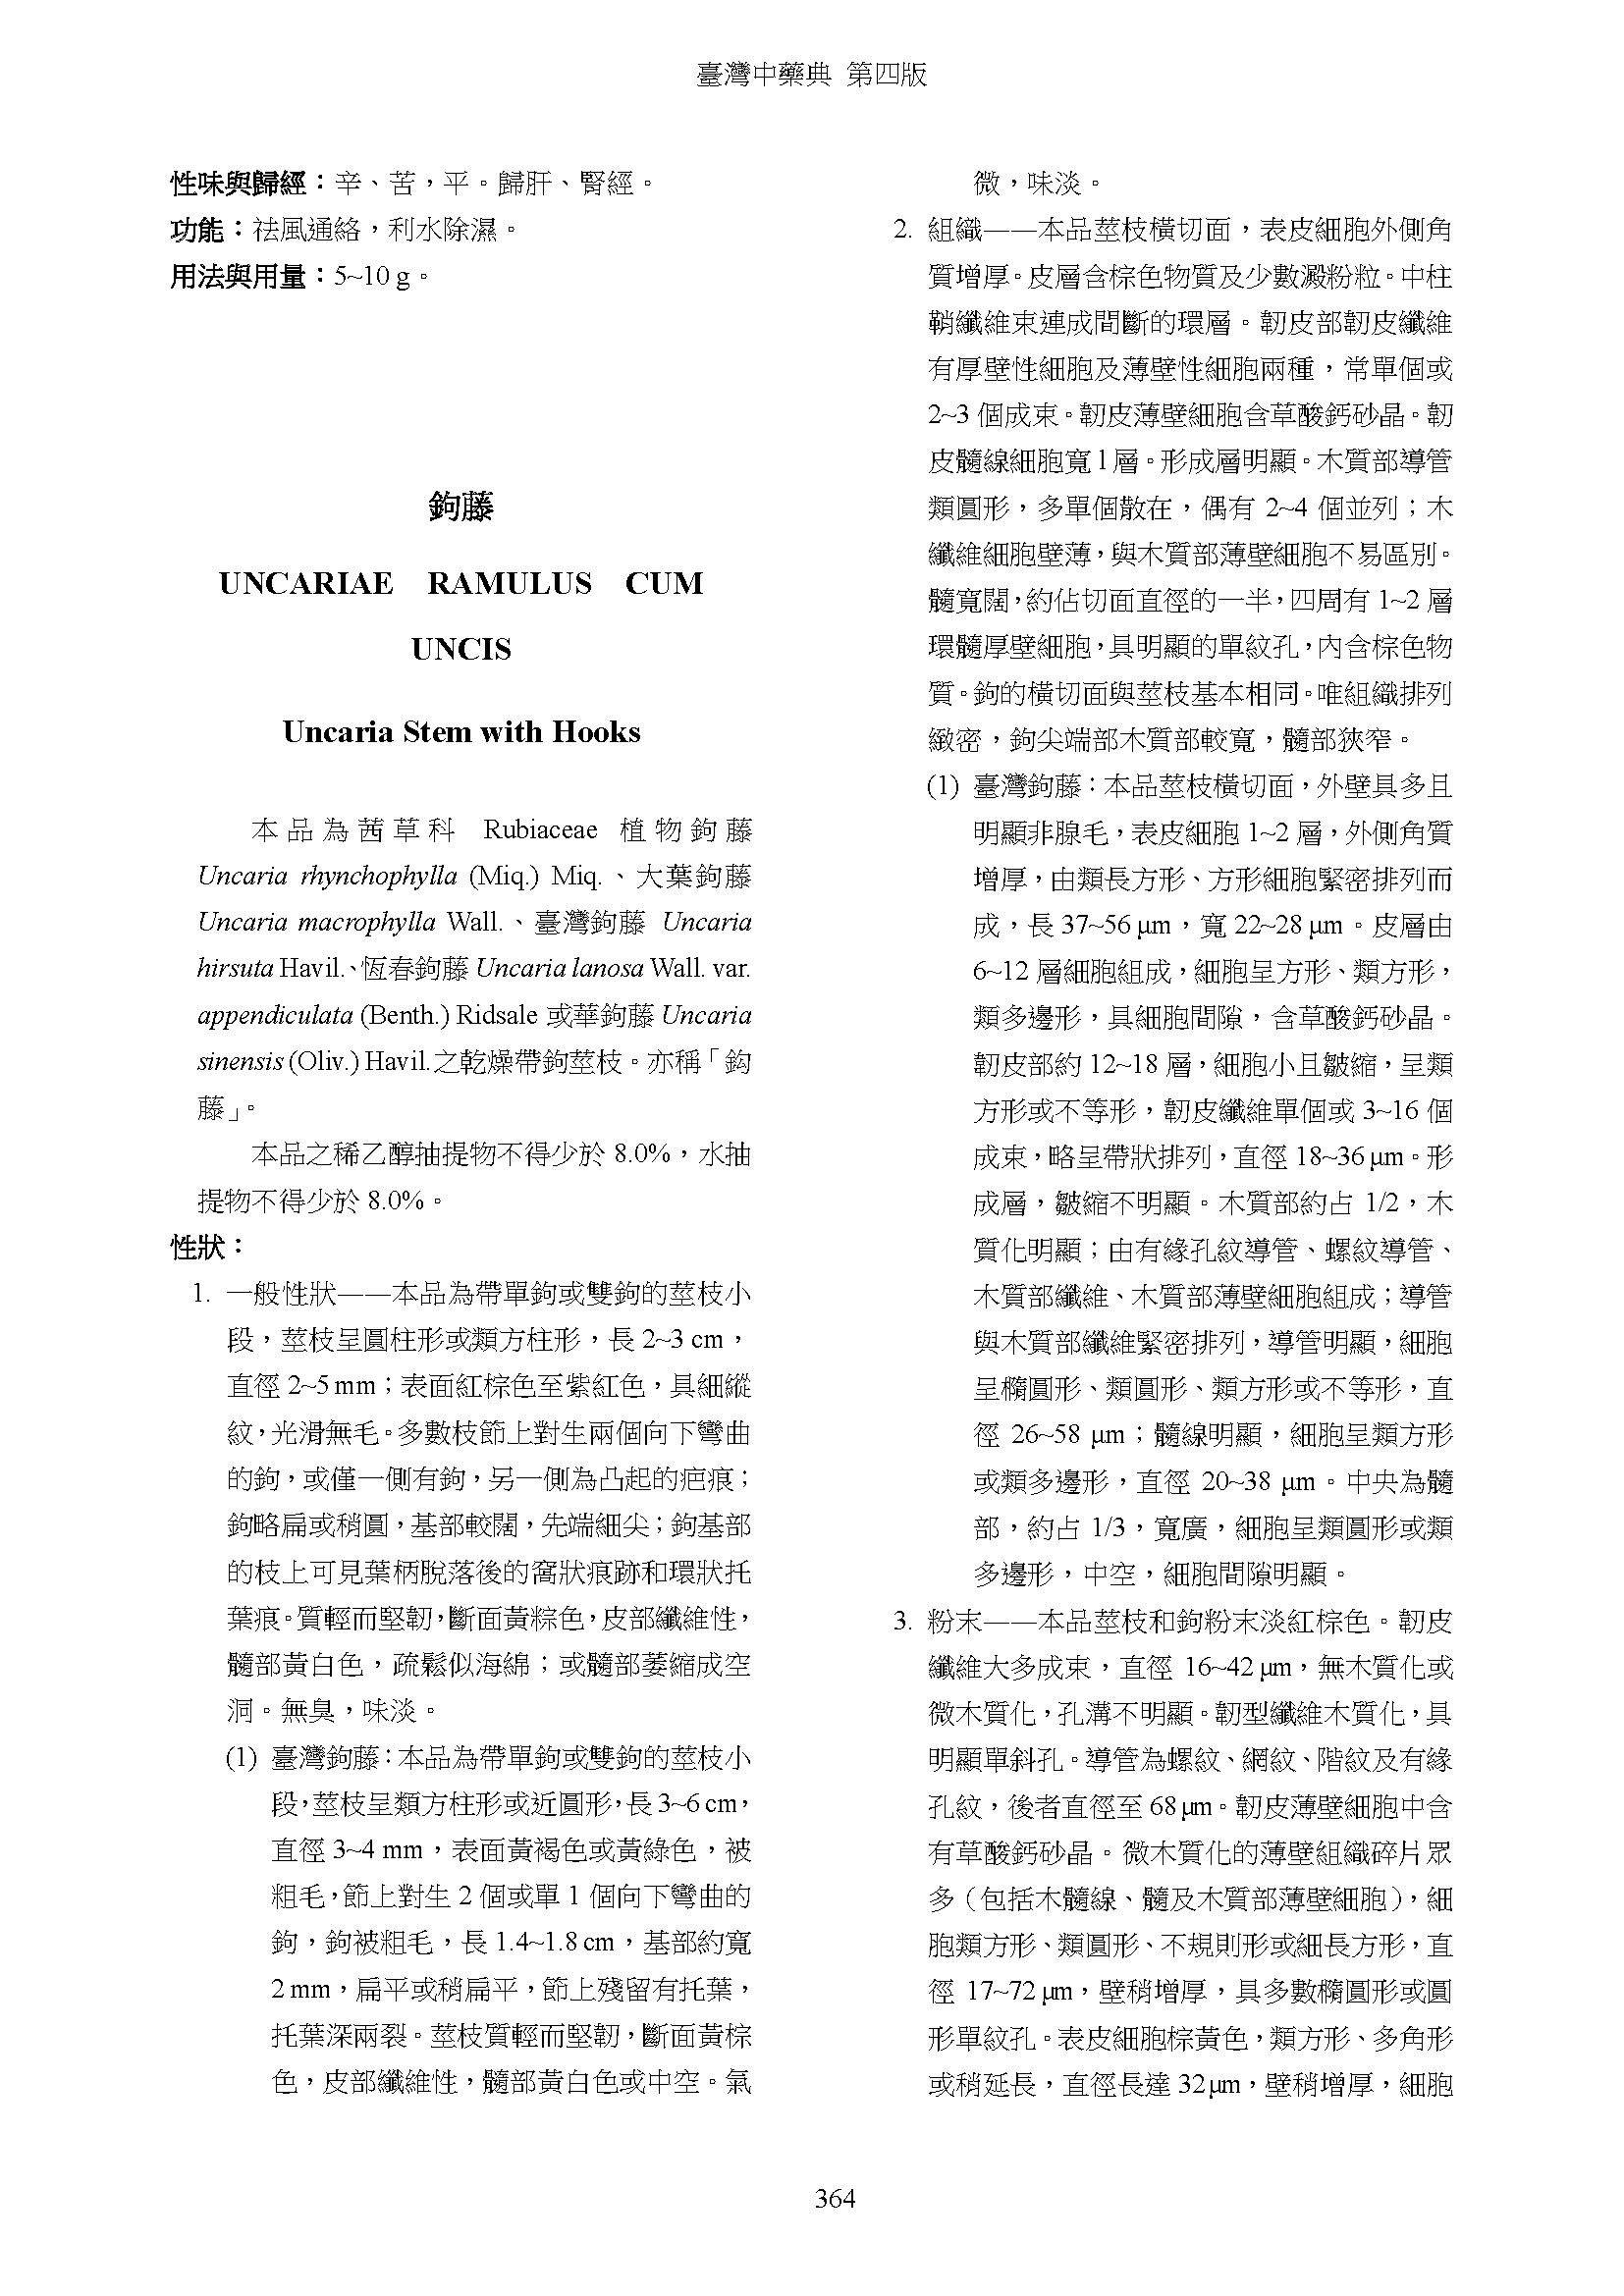 臺灣中藥典 第四版
性味與歸經：辛、苦，平。歸肝、腎經。
功能：祛風通絡，利水除濕。
用法與用量：5~10 g。
鉤藤
UNCARIAE RAMULUS CUM
UNCIS
Uncaria Stem with Hooks
本品為茜草科 Rubiaceae 植物鉤藤
Uncaria rhynchophylla (Miq.) Miq.、大葉鉤藤
Uncaria macrophylla Wall.、臺灣鉤藤 Uncaria
hirsuta Havil.、恆春鉤藤 Uncaria lanosa Wall. var.
appendiculata (Benth.) Ridsale 或華鉤藤 Uncaria
sinensis (Oliv.) Havil.之乾燥帶鉤莖枝。亦稱「鈎
藤」。
本品之稀乙醇抽提物不得少於 8.0%，水抽
提物不得少於 8.0%。
性狀：
1. 一般性狀——本品為帶單鉤或雙鉤的莖枝小
段，莖枝呈圓柱形或類方柱形，長 2~3 cm，
直徑 2~5 mm；表面紅棕色至紫紅色，具細縱
紋，光滑無毛。多數枝節上對生兩個向下彎曲
的鉤，或僅一側有鉤，另一側為凸起的疤痕；
鉤略扁或稍圓，基部較闊，先端細尖；鉤基部
的枝上可見葉柄脫落後的窩狀痕跡和環狀托
葉痕。質輕而堅韌，斷面黃粽色，皮部纖維性，
髓部黃白色，疏鬆似海綿；或髓部萎縮成空
洞。無臭，味淡。
(1) 臺灣鉤藤：本品為帶單鉤或雙鉤的莖枝小
段，莖枝呈類方柱形或近圓形，長 3~6 cm，
直徑 3~4 mm，表面黃褐色或黃綠色，被
粗毛，節上對生 2 個或單 1 個向下彎曲的
鉤，鉤被粗毛，長 1.4~1.8 cm，基部約寬
2 mm，扁平或稍扁平，節上殘留有托葉，
托葉深兩裂。莖枝質輕而堅韌，斷面黃棕
色，皮部纖維性，髓部黃白色或中空。氣
微，味淡。
2. 組織——本品莖枝橫切面，表皮細胞外側角
質增厚。皮層含棕色物質及少數澱粉粒。中柱
鞘纖維束連成間斷的環層。韌皮部韌皮纖維
有厚壁性細胞及薄壁性細胞兩種，常單個或
2~3 個成束。韌皮薄壁細胞含草酸鈣砂晶。韌
皮髓線細胞寬 1 層。形成層明顯。木質部導管
類圓形，多單個散在，偶有 2~4 個並列；木
纖維細胞壁薄，與木質部薄壁細胞不易區別。
髓寬闊，約佔切面直徑的一半，四周有 1~2 層
環髓厚壁細胞，具明顯的單紋孔，內含棕色物
質。鉤的橫切面與莖枝基本相同。唯組織排列
緻密，鉤尖端部木質部較寬，髓部狹窄。
(1) 臺灣鉤藤：本品莖枝橫切面，外壁具多且
明顯非腺毛，表皮細胞 1~2 層，外側角質
增厚，由類長方形、方形細胞緊密排列而
成，長 37~56 μm，寬 22~28 μm。皮層由
6~12 層細胞組成，細胞呈方形、類方形，
類多邊形，具細胞間隙，含草酸鈣砂晶。
韌皮部約 12~18 層，細胞小且皺縮，呈類
方形或不等形，韌皮纖維單個或 3~16 個
成束，略呈帶狀排列，直徑 18~36 μm。形
成層，皺縮不明顯。木質部約占 1/2，木
質化明顯；由有緣孔紋導管、螺紋導管、
木質部纖維、木質部薄壁細胞組成；導管
與木質部纖維緊密排列，導管明顯，細胞
呈橢圓形、類圓形、類方形或不等形，直
徑 26~58 μm；髓線明顯，細胞呈類方形
或類多邊形，直徑 20~38 μm。中央為髓
部，約占 1/3，寬廣，細胞呈類圓形或類
多邊形，中空，細胞間隙明顯。
3. 粉末——本品莖枝和鉤粉末淡紅棕色。韌皮
纖維大多成束，直徑 16~42 μm，無木質化或
微木質化，孔溝不明顯。韌型纖維木質化，具
明顯單斜孔。導管為螺紋、網紋、階紋及有緣
孔紋，後者直徑至 68 μm。韌皮薄壁細胞中含
有草酸鈣砂晶。微木質化的薄壁組織碎片眾
多（包括木髓線、髓及木質部薄壁細胞），細
胞類方形、類圓形、不規則形或細長方形，直
徑 17~72 μm，壁稍增厚，具多數橢圓形或圓
形單紋孔。表皮細胞棕黃色，類方形、多角形
或稍延長，直徑長達 32μm，壁稍增厚，細胞
364